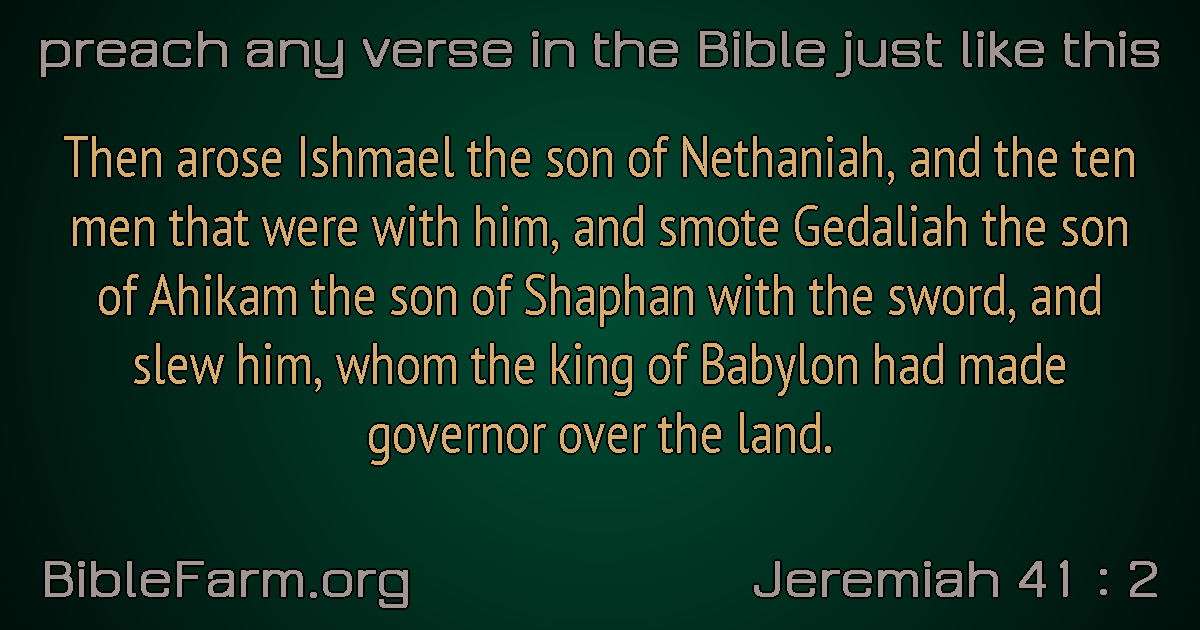 preach any verse in the Bible just like this
Then arose Ishmael the son of Nethaniah, and the ten
men that were with him, and smote Gedaliah the son
of Ahikam the son of Shaphan with the sword, and
slew him, whom the king of Babylon had made
governor over the land.
BibleFarm.org
Jeremiah 41 : 2